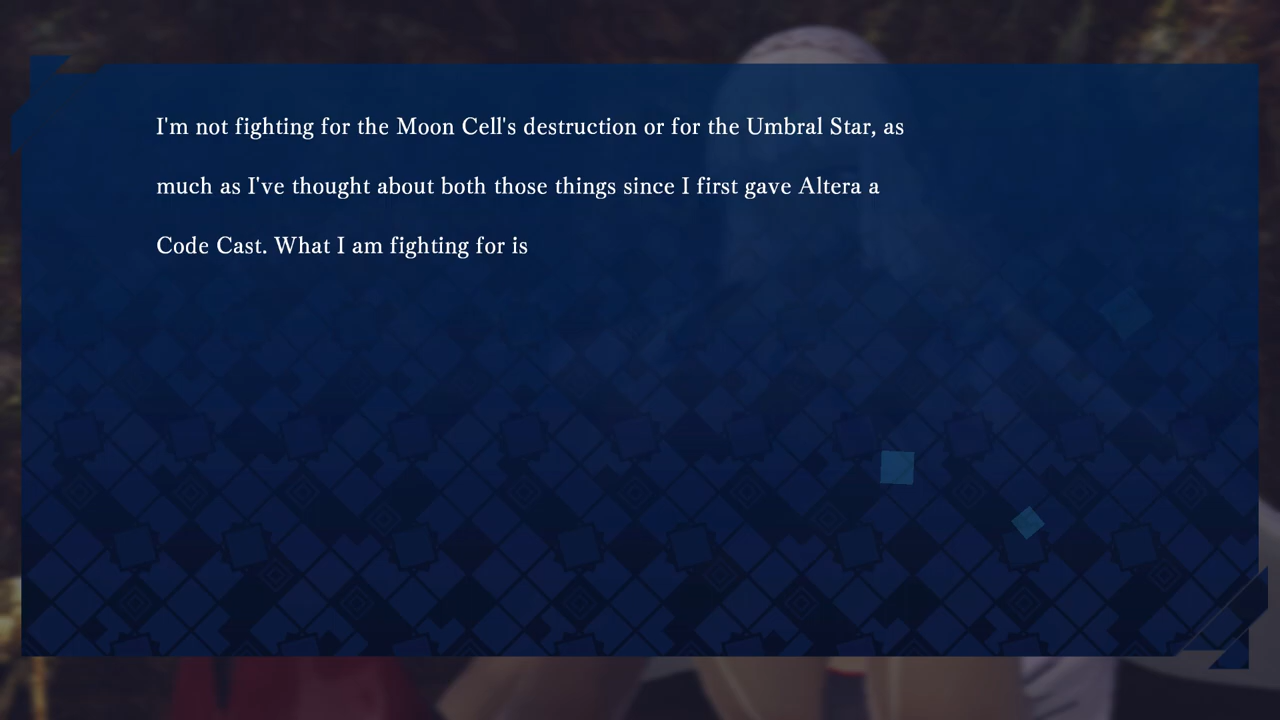 I'm not fighting for the Moon Cell's destruction or for the Umbral Star, as
much as I've thought about both those things since I first gave Altera a
Code Cast. What I am fighting for is